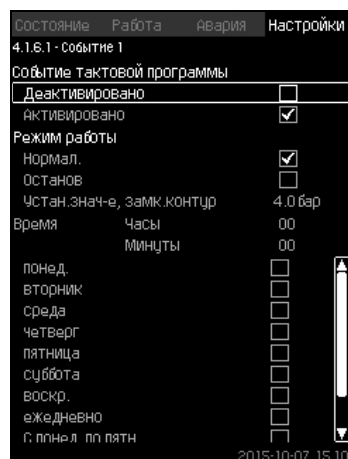 Состояние Работа Авария Настройки
4.1.6.1 - Событие 1
Событие тактовой программы
Деактивировано
Активировано
Режим работы
Нормал.
Останов
Устан.знач-е, замк.контур 4.0 бар
Время Часы 00
Минуты 00
понед.
вторник
среда
четверг
пятница
суббота
воскр.
ежедневно
С понед. по пятн
2015-10-07 15:10